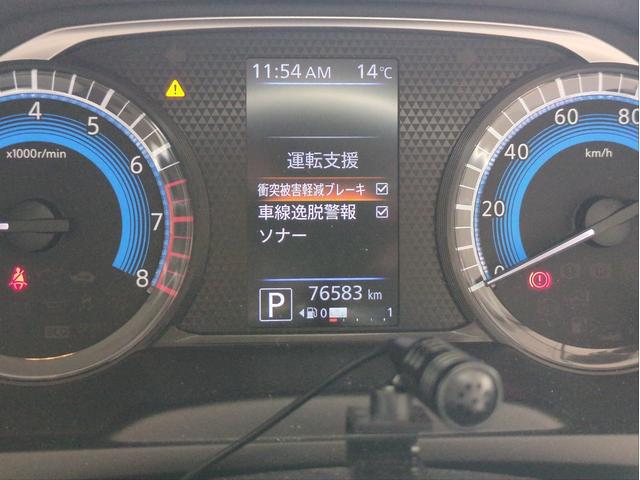 11:54 AM 14°C
運転支援
衝突被害軽減ブレーキ
車線逸脱警報
ソナー
P 76583 km
0 1
4 5 6 7 8
x1000r/min
0 20 40 60 80
km/h